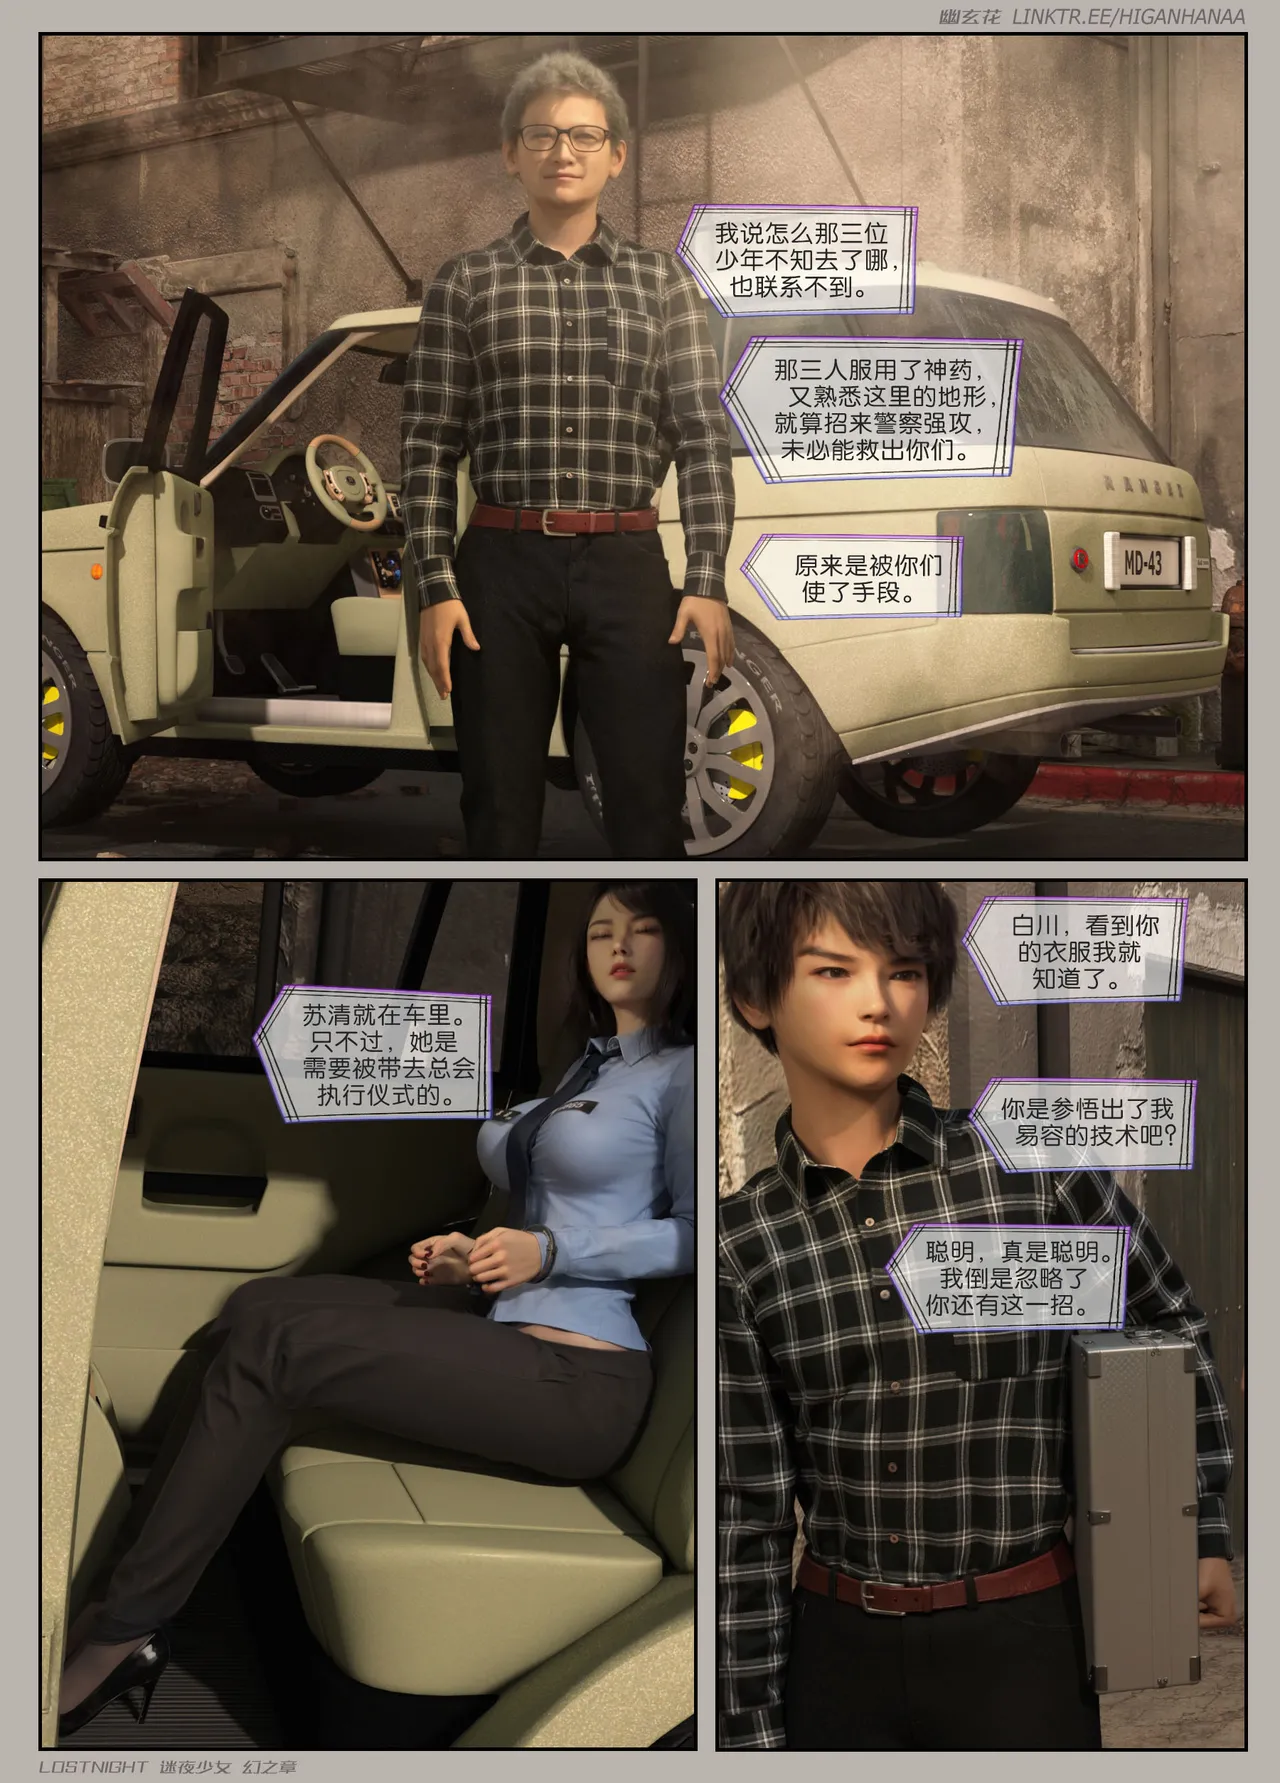 幽玄花 LINKTR.EE/HIGANHANAA
我说怎么那三位
少年不知去了哪，
也联系不到。
那三人服用了神药，
又熟悉这里的地形，
就算招来警察强攻，
未必能救出你们。
原来是被你们
使了手段。
RANGER
MD-43
NGER
NGER
苏清就在车里。
只不过，她是
需要被带去总会
执行仪式的。
白川，看到你
的衣服我就
知道了。
你是参悟出了我
易容的技术吧？
聪明，真是聪明。
我倒是忽略了
你还有这一招。
LOSTNIGHT 迷夜少女 幻之章